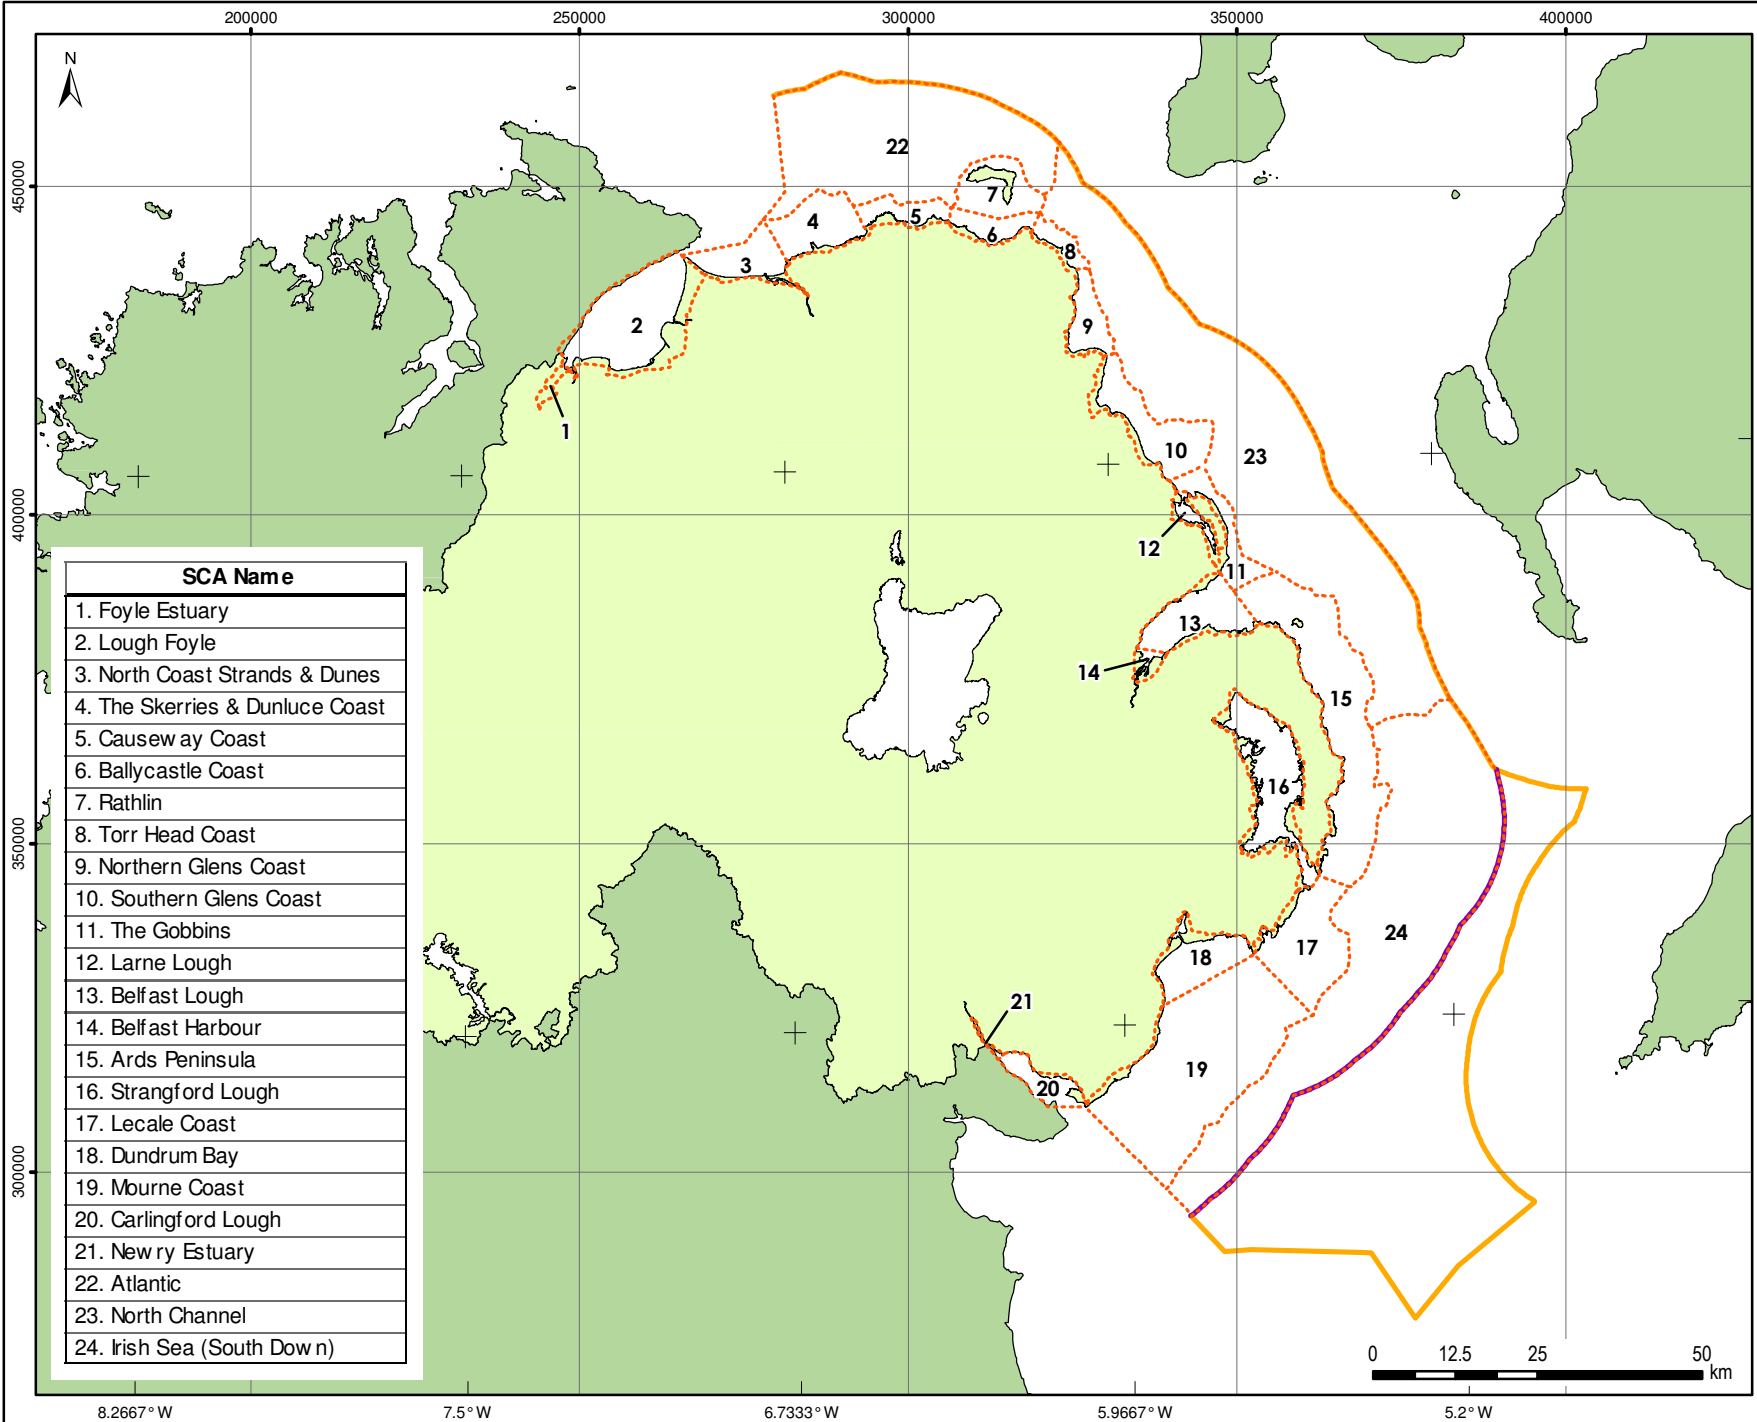 200000 250000 300000 350000 400000
N
450000
400000
350000
300000
22
7
5
4
6
8
3
2
9
1
10
23
12
11
13
14
15
16
24
17
18
21
19
20
SCA Name
1. Foyle Estuary
2. Lough Foyle
3. North Coast Strands & Dunes
4. The Skerries & Dunluce Coast
5. Causeway Coast
6. Ballycastle Coast
7. Rathlin
8. Torr Head Coast
9. Northern Glens Coast
10. Southern Glens Coast
11. The Gobbins
12. Larne Lough
13. Belfast Lough
14. Belfast Harbour
15. Ards Peninsula
16. Strangford Lough
17. Lecale Coast
18. Dundrum Bay
19. Mourne Coast
20. Carlingford Lough
21. Newry Estuary
22. Atlantic
23. North Channel
24. Irish Sea (South Down)
0 12.5 25 50
km
8.2667° W 7.5° W 6.7333° W 5.9667° W 5.2° W